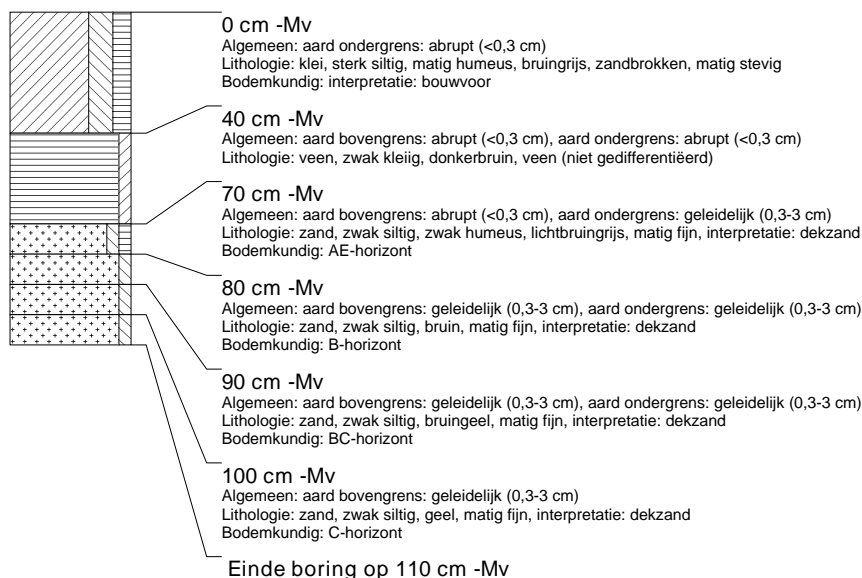 0 cm -Mv
Algemeen: aard ondergrens: abrupt (<0,3 cm)
Lithologie: klei, sterk siltig, matig humeus, bruingrijs, zandbrokken, matig stevig
Bodemkundig: interpretatie: bouwvoor
40 cm -Mv
Algemeen: aard bovengrens: abrupt (<0,3 cm), aard ondergrens: abrupt (<0,3 cm)
Lithologie: veen, zwak kleiig, donkerbruin, veen (niet gedifferentiëerd)
70 cm -Mv
Algemeen: aard bovengrens: abrupt (<0,3 cm), aard ondergrens: geleidelijk (0,3-3 cm)
Lithologie: zand, zwak siltig, zwak humeus, lichtbruingrijs, matig fijn, interpretatie: dekzand
Bodemkundig: AE-horizont
80 cm -Mv
Algemeen: aard bovengrens: geleidelijk (0,3-3 cm), aard ondergrens: geleidelijk (0,3-3 cm)
Lithologie: zand, zwak siltig, bruin, matig fijn, interpretatie: dekzand
Bodemkundig: B-horizont
90 cm -Mv
Algemeen: aard bovengrens: geleidelijk (0,3-3 cm), aard ondergrens: geleidelijk (0,3-3 cm)
Lithologie: zand, zwak siltig, bruingeel, matig fijn, interpretatie: dekzand
Bodemkundig: BC-horizont
100 cm -Mv
Algemeen: aard bovengrens: geleidelijk (0,3-3 cm)
Lithologie: zand, zwak siltig, geel, matig fijn, interpretatie: dekzand
Bodemkundig: C-horizont
Einde boring op 110 cm -Mv